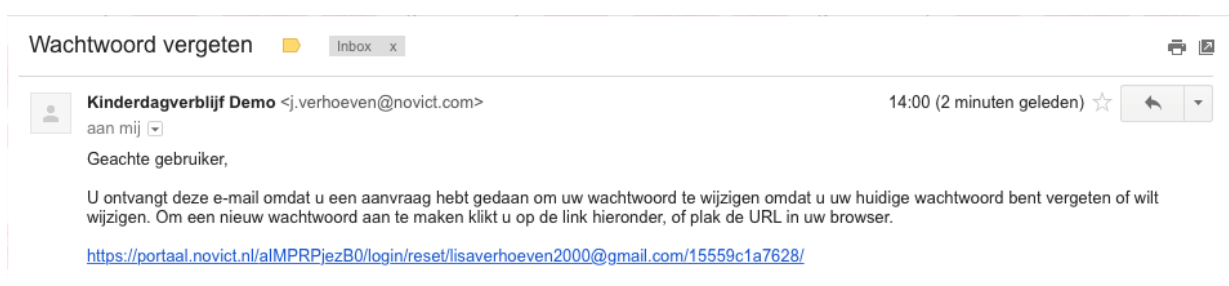 Wachtwoord vergeten Inbox x
Kinderdagverblijf Demo <j.verhoeven@novict.com> 14:00 (2 minuten geleden)
aan mij
Geachte gebruiker,
U ontvangt deze e-mail omdat u een aanvraag hebt gedaan om uw wachtwoord te wijzigen omdat u uw huidige wachtwoord bent vergeten of wilt
wijzigen. Om een nieuw wachtwoord aan te maken klikt u op de link hieronder, of plak de URL in uw browser.
https://portaal.novict.nl/alMPRPjezB0/login/reset/lisaverhoeven2000@gmail.com/15559c1a7628/